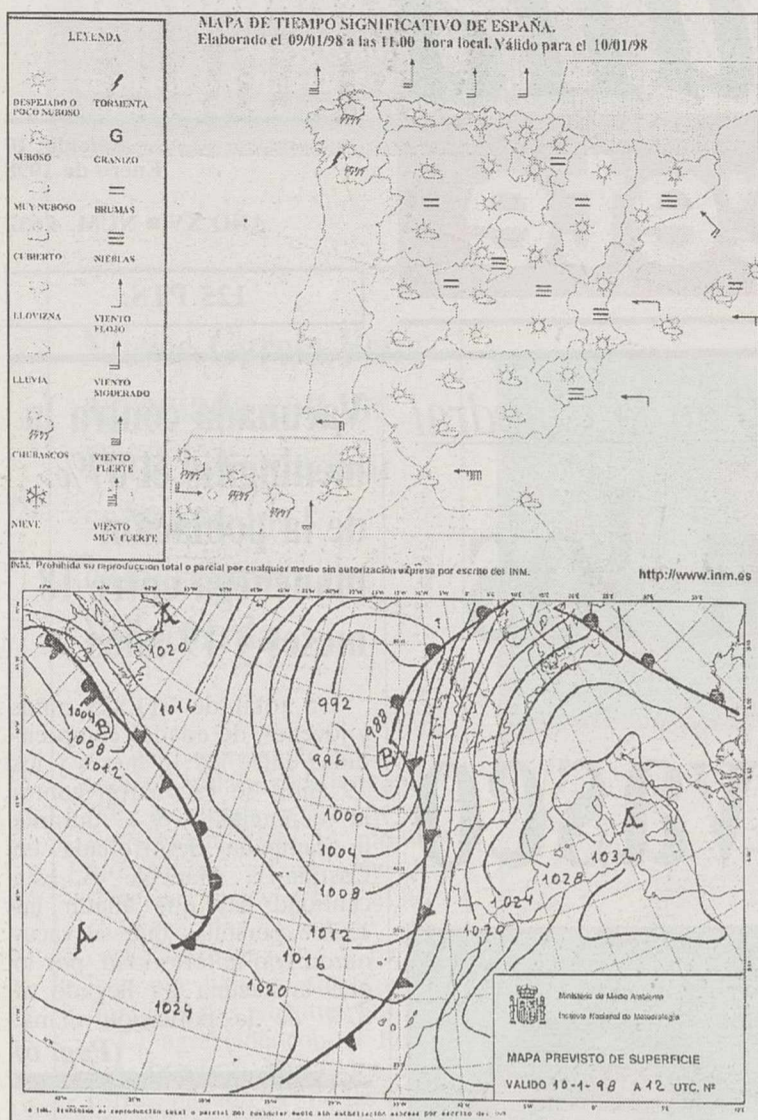 MAPA DE TIEMPO SIGNIFICATIVO DE ESPAÑA.
Elaborado el 09/01/98 a las 11.00 hora local. Válido para el 10/01/98
LEYENDA
DESPEJADO O
POCO NUBOSO
TORMENTA
G
NUBOSO
GRANIZO
MUY NUBOSO
BRUMAS
CUBIERTO
NIEBLAS
LLOVIZNA
VIENTO
FLOJO
LLUVIA
VIENTO
MODERADO
CHUBASCOS
VIENTO
FUERTE
NIEVE
VIENTO
MUY FUERTE
INM. Prohibida su reproducción total o parcial por cualquier medio sin autorización expresa por escrito del INM.
http://www.inm.es
A
1020
1016
1004
B
1008
1012
992
988
996
B
1000
1004
1008
1012
1016
1020
1024
A
A
1032
1028
1024
1020
Ministerio de Medio Ambiente
Instituto Nacional de Meteorología
MAPA PREVISTO DE SUPERFICIE
VALIDO 10-1-98 A 12 UTC. Nº